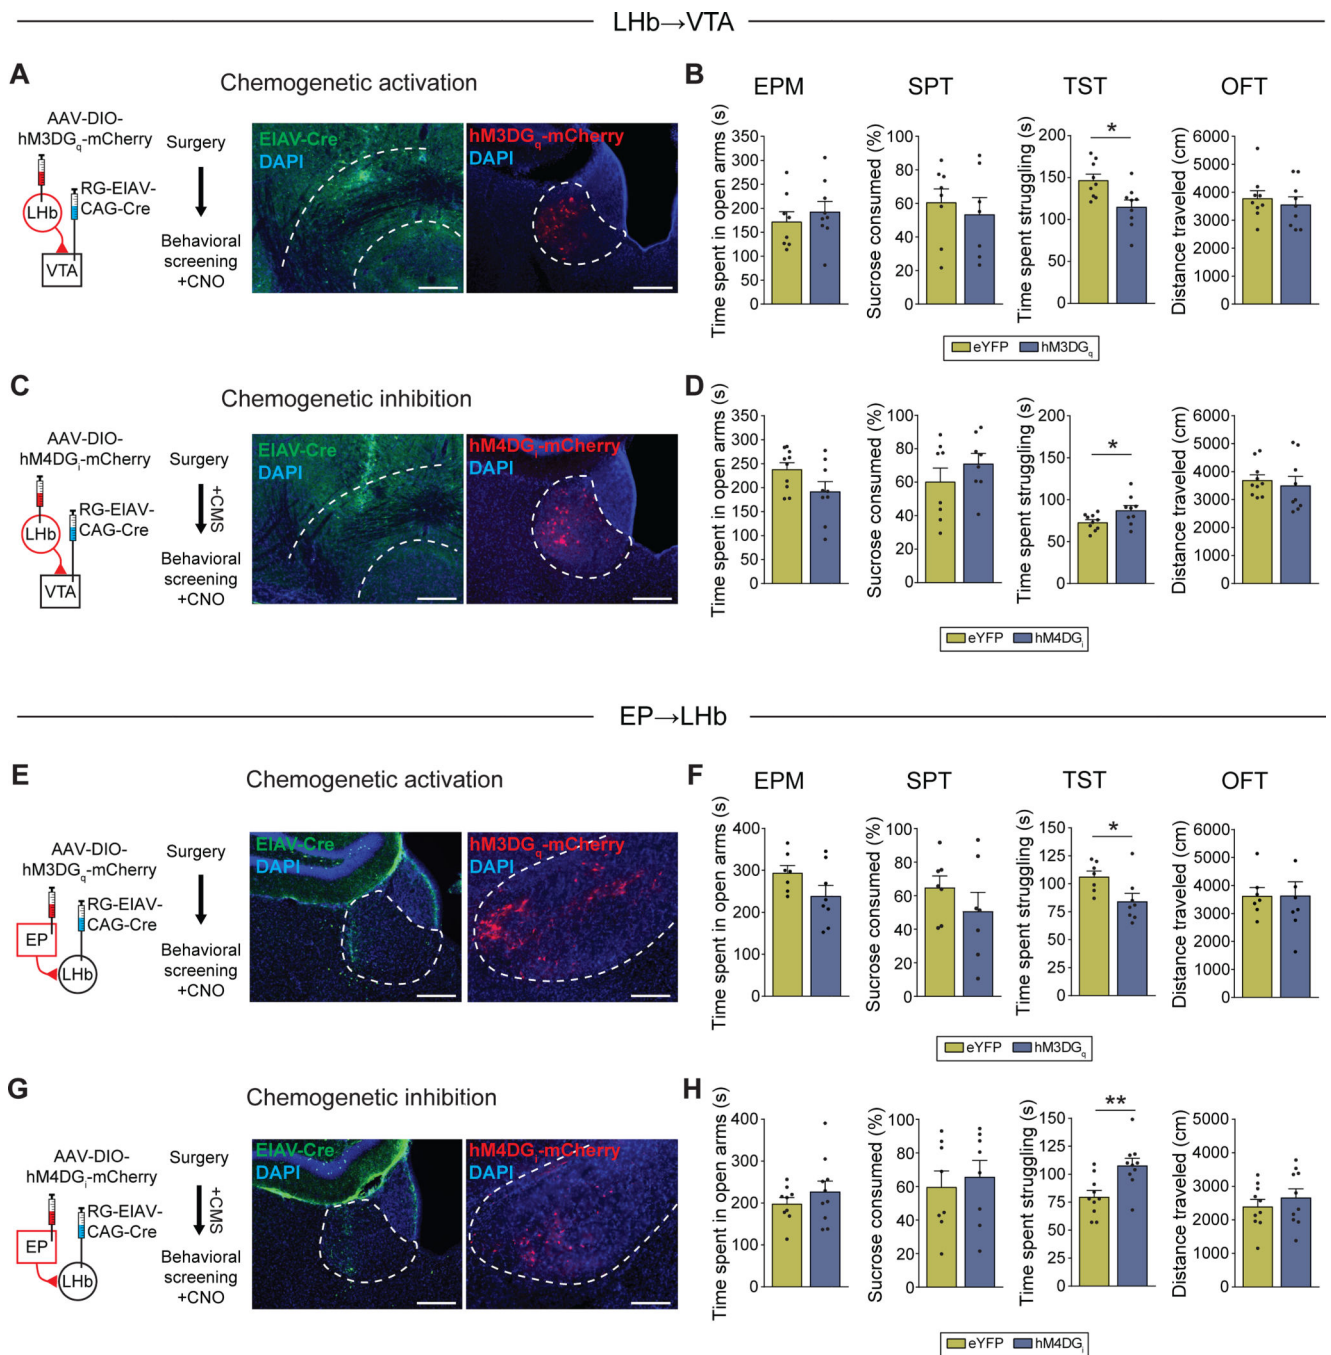 LHb→VTA
A
Chemogenetic activation
AAV-DIO-
hM3DGq-mCherry
Surgery
RG-EIAV-
CAG-Cre
LHb
VTA
Behavioral
screening
+CNO
EIAV-Cre
DAPI
hM3DGq-mCherry
DAPI
B
EPM
SPT
TST
OFT
Time spent in open arms (s)
350
300
250
200
150
100
50
0
Sucrose consumed (%)
100
80
60
40
20
0
Time spent struggling (s)
200
150
100
50
0
*
Distance traveled (cm)
6000
5000
4000
3000
2000
1000
0
eYFP
hM3DGq
C
Chemogenetic inhibition
AAV-DIO-
hM4DGi-mCherry
Surgery
+CMS
RG-EIAV-
CAG-Cre
LHb
VTA
Behavioral
screening
+CNO
EIAV-Cre
DAPI
hM4DGi-mCherry
DAPI
D
Time spent in open arms (s)
350
300
250
200
150
100
50
0
Sucrose consumed (%)
100
80
60
40
20
0
Time spent struggling (s)
200
150
100
50
0
*
Distance traveled (cm)
6000
5000
4000
3000
2000
1000
0
eYFP
hM4DGi
EP→LHb
E
Chemogenetic activation
AAV-DIO-
hM3DGq-mCherry
Surgery
RG-EIAV-
CAG-Cre
EP
LHb
Behavioral
screening
+CNO
EIAV-Cre
DAPI
hM3DGq-mCherry
DAPI
F
EPM
SPT
TST
OFT
Time spent in open arms (s)
400
300
200
100
0
Sucrose consumed (%)
100
80
60
40
20
0
Time spent struggling (s)
150
125
100
75
50
25
0
*
Distance traveled (cm)
6000
5000
4000
3000
2000
1000
0
eYFP
hM3DGq
G
Chemogenetic inhibition
AAV-DIO-
hM4DGi-mCherry
Surgery
+CMS
RG-EIAV-
CAG-Cre
EP
LHb
Behavioral
screening
+CNO
EIAV-Cre
DAPI
hM4DGi-mCherry
DAPI
H
Time spent in open arms (s)
400
300
200
100
0
Sucrose consumed (%)
100
80
60
40
20
0
Time spent struggling (s)
150
125
100
75
50
25
0
**
Distance traveled (cm)
5000
4000
3000
2000
1000
0
eYFP
hM4DGi